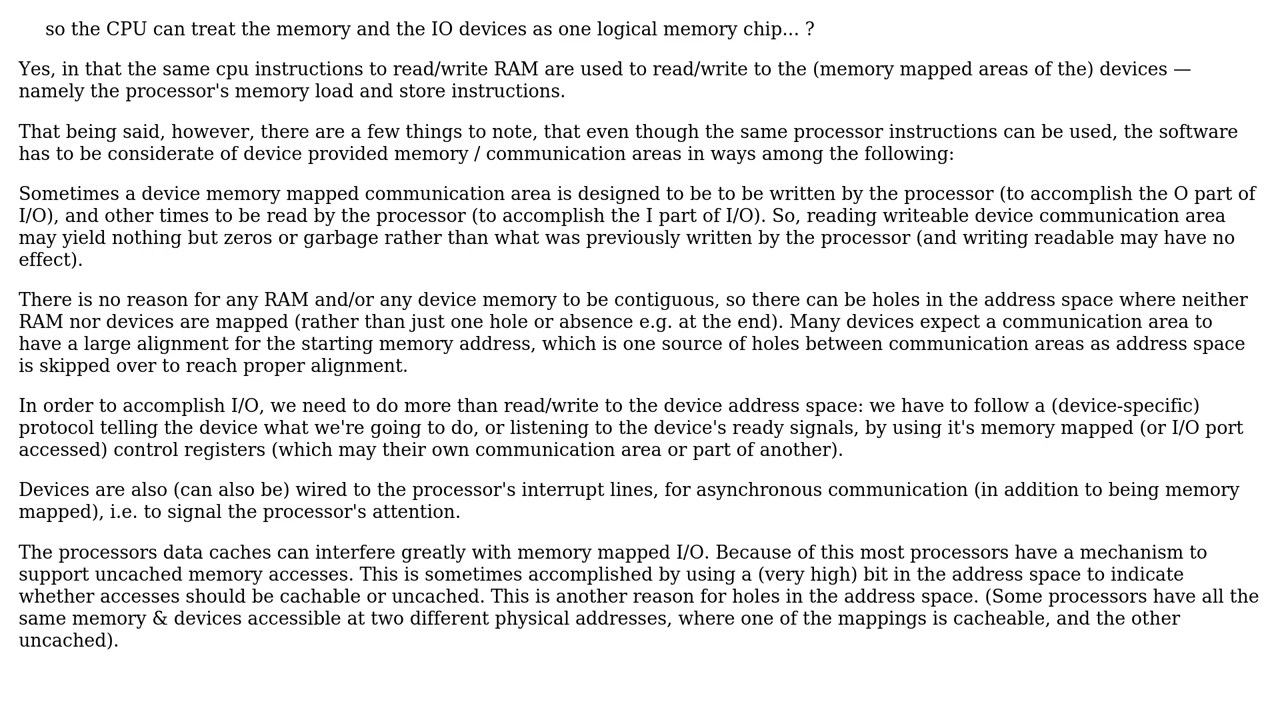 so the CPU can treat the memory and the IO devices as one logical memory chip... ?
Yes, in that the same cpu instructions to read/write RAM are used to read/write to the (memory mapped areas of the) devices —
namely the processor's memory load and store instructions.
That being said, however, there are a few things to note, that even though the same processor instructions can be used, the software
has to be considerate of device provided memory / communication areas in ways among the following:
Sometimes a device memory mapped communication area is designed to be to be written by the processor (to accomplish the O part of
I/O), and other times to be read by the processor (to accomplish the I part of I/O). So, reading writeable device communication area
may yield nothing but zeros or garbage rather than what was previously written by the processor (and writing readable may have no
effect).
There is no reason for any RAM and/or any device memory to be contiguous, so there can be holes in the address space where neither
RAM nor devices are mapped (rather than just one hole or absence e.g. at the end). Many devices expect a communication area to
have a large alignment for the starting memory address, which is one source of holes between communication areas as address space
is skipped over to reach proper alignment.
In order to accomplish I/O, we need to do more than read/write to the device address space: we have to follow a (device-specific)
protocol telling the device what we're going to do, or listening to the device's ready signals, by using it's memory mapped (or I/O port
accessed) control registers (which may their own communication area or part of another).
Devices are also (can also be) wired to the processor's interrupt lines, for asynchronous communication (in addition to being memory
mapped), i.e. to signal the processor's attention.
The processors data caches can interfere greatly with memory mapped I/O. Because of this most processors have a mechanism to
support uncached memory accesses. This is sometimes accomplished by using a (very high) bit in the address space to indicate
whether accesses should be cachable or uncached. This is another reason for holes in the address space. (Some processors have all the
same memory & devices accessible at two different physical addresses, where one of the mappings is cacheable, and the other
uncached).